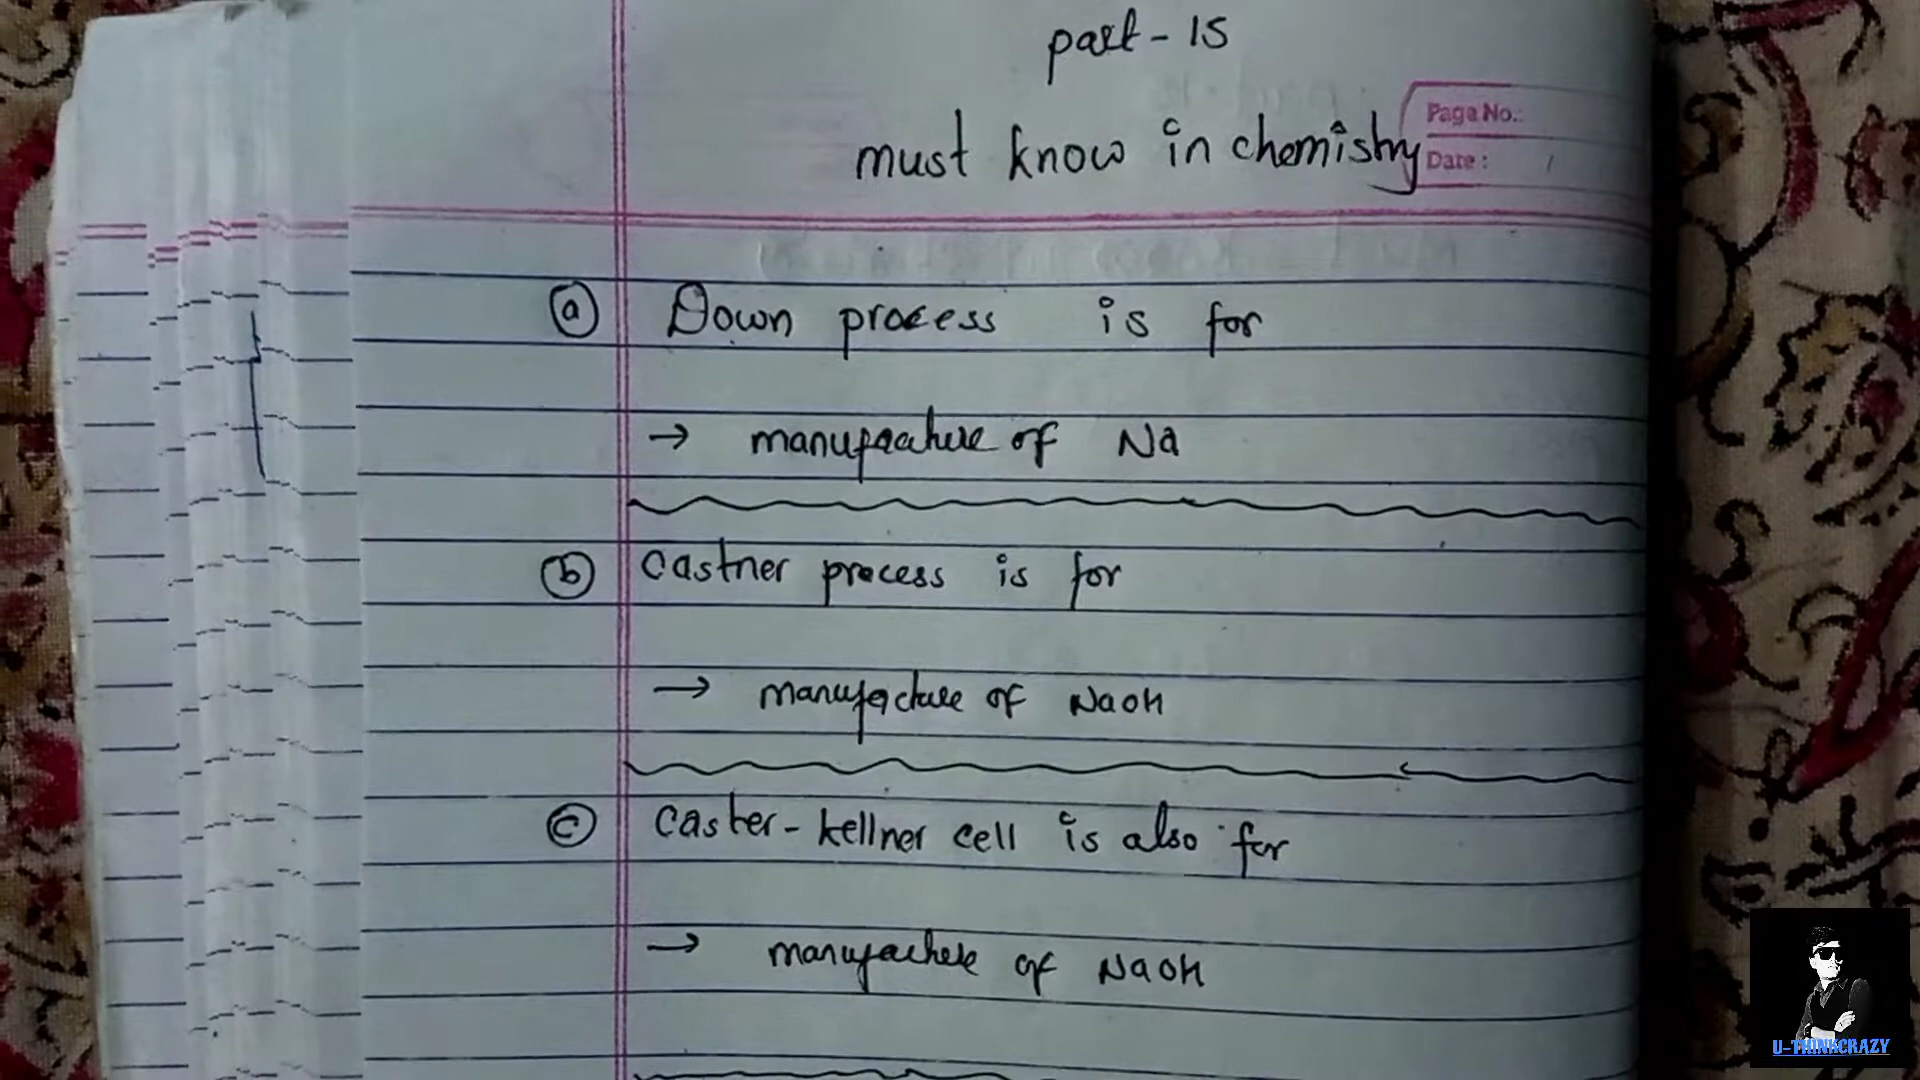 part - 15
must know in chemistry
Page No.:
Date :
a Down process is for
→ manufacture of Na
b Castner process is for
→ manufacture of NaOH
c Caster - kellner cell is also for
→ manufacture of NaOH
U-THINKCRAZY